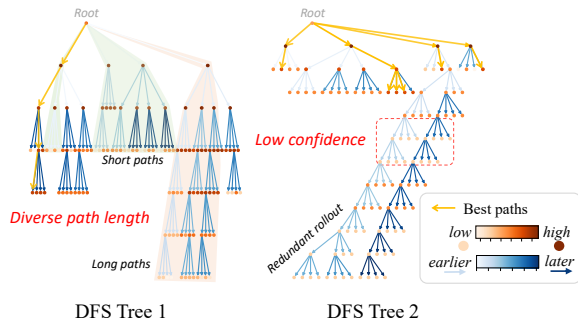 Root
Root
Short paths
Low confidence
Diverse path length
Redundant rollout
Long paths
Best paths
low
high
earlier
later
DFS Tree 1
DFS Tree 2